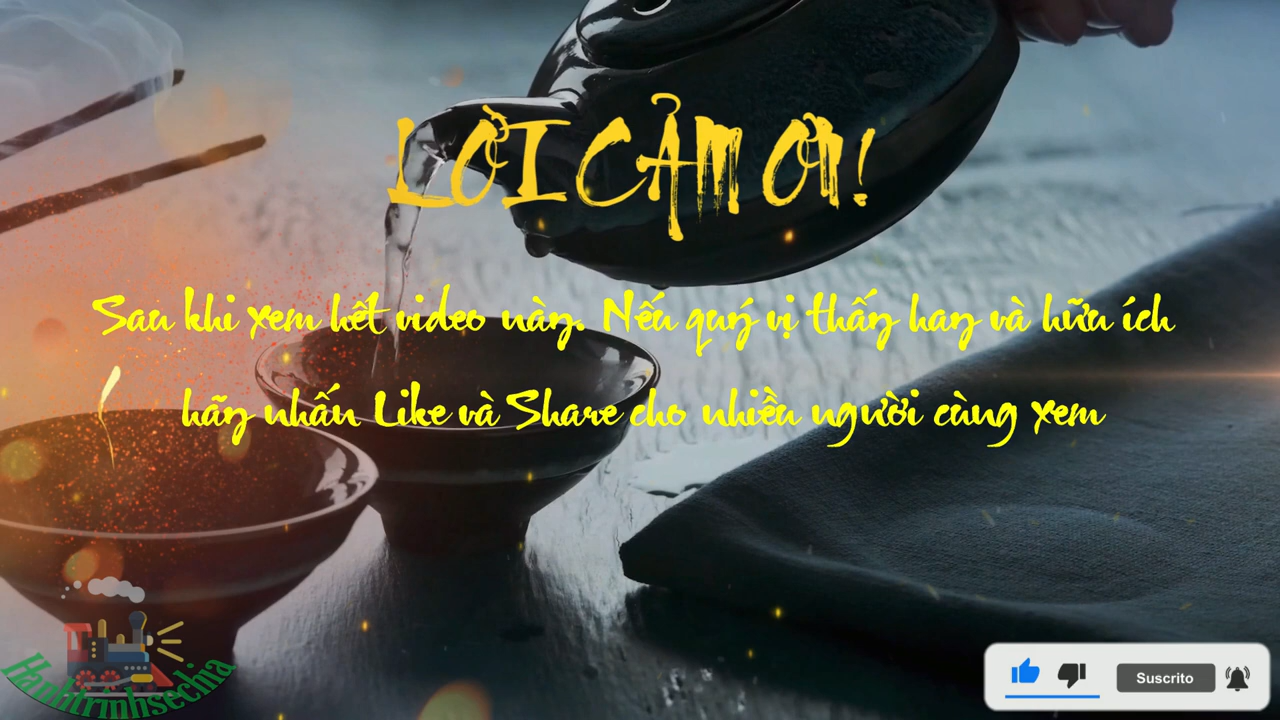 LỜI CẢM ƠN!
Sau khi xem hết video này. Nếu quý vị thấy hay và hữu ích
hãy nhấn Like và Share cho nhiều người cùng xem
Hanhtrinhsechia
Suscrito